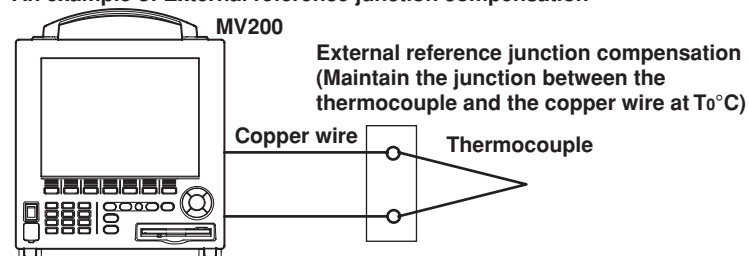 An example of External reference junction compensation
MV200
External reference junction compensation
(Maintain the junction between the
thermocouple and the copper wire at T0°C)
Copper wire
Thermocouple